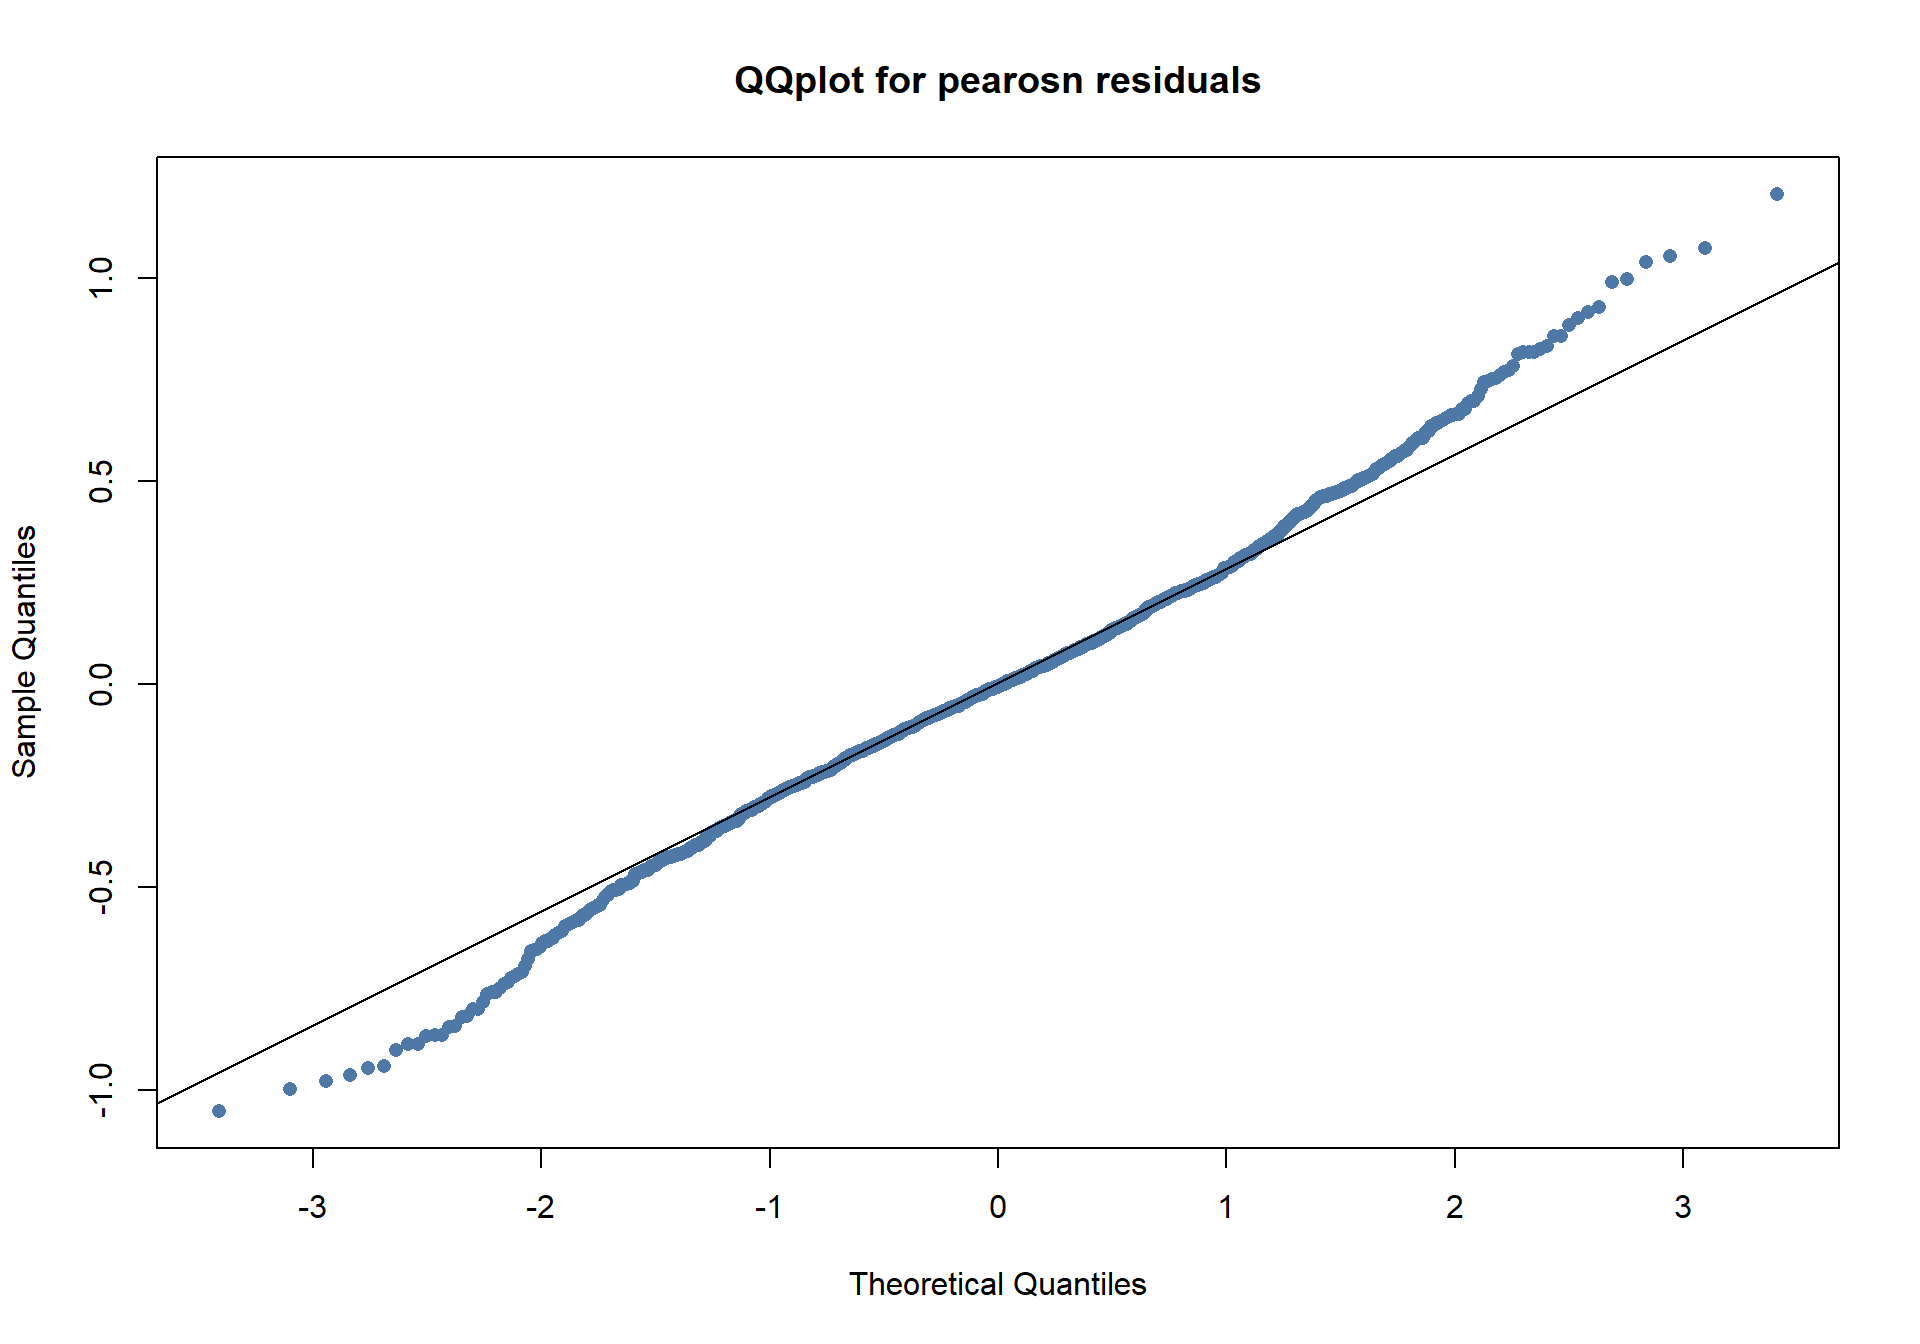 QQplot for pearosn residuals
Sample Quantiles
1.0
0.5
0.0
-0.5
-1.0
-3 -2 -1 0 1 2 3
Theoretical Quantiles